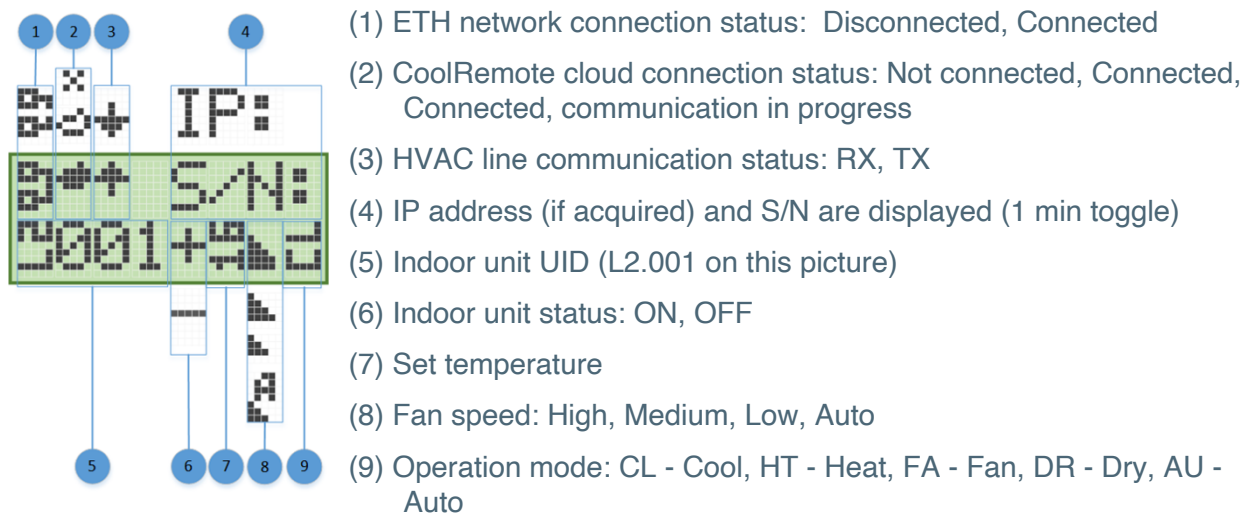 1 2 3 4
IP:
S/N:
L2001 +
5 6 7 8 9
(1) ETH network connection status: Disconnected, Connected
(2) CoolRemote cloud connection status: Not connected, Connected,
Connected, communication in progress
(3) HVAC line communication status: RX, TX
(4) IP address (if acquired) and S/N are displayed (1 min toggle)
(5) Indoor unit UID (L2.001 on this picture)
(6) Indoor unit status: ON, OFF
(7) Set temperature
(8) Fan speed: High, Medium, Low, Auto
(9) Operation mode: CL - Cool, HT - Heat, FA - Fan, DR - Dry, AU -
Auto